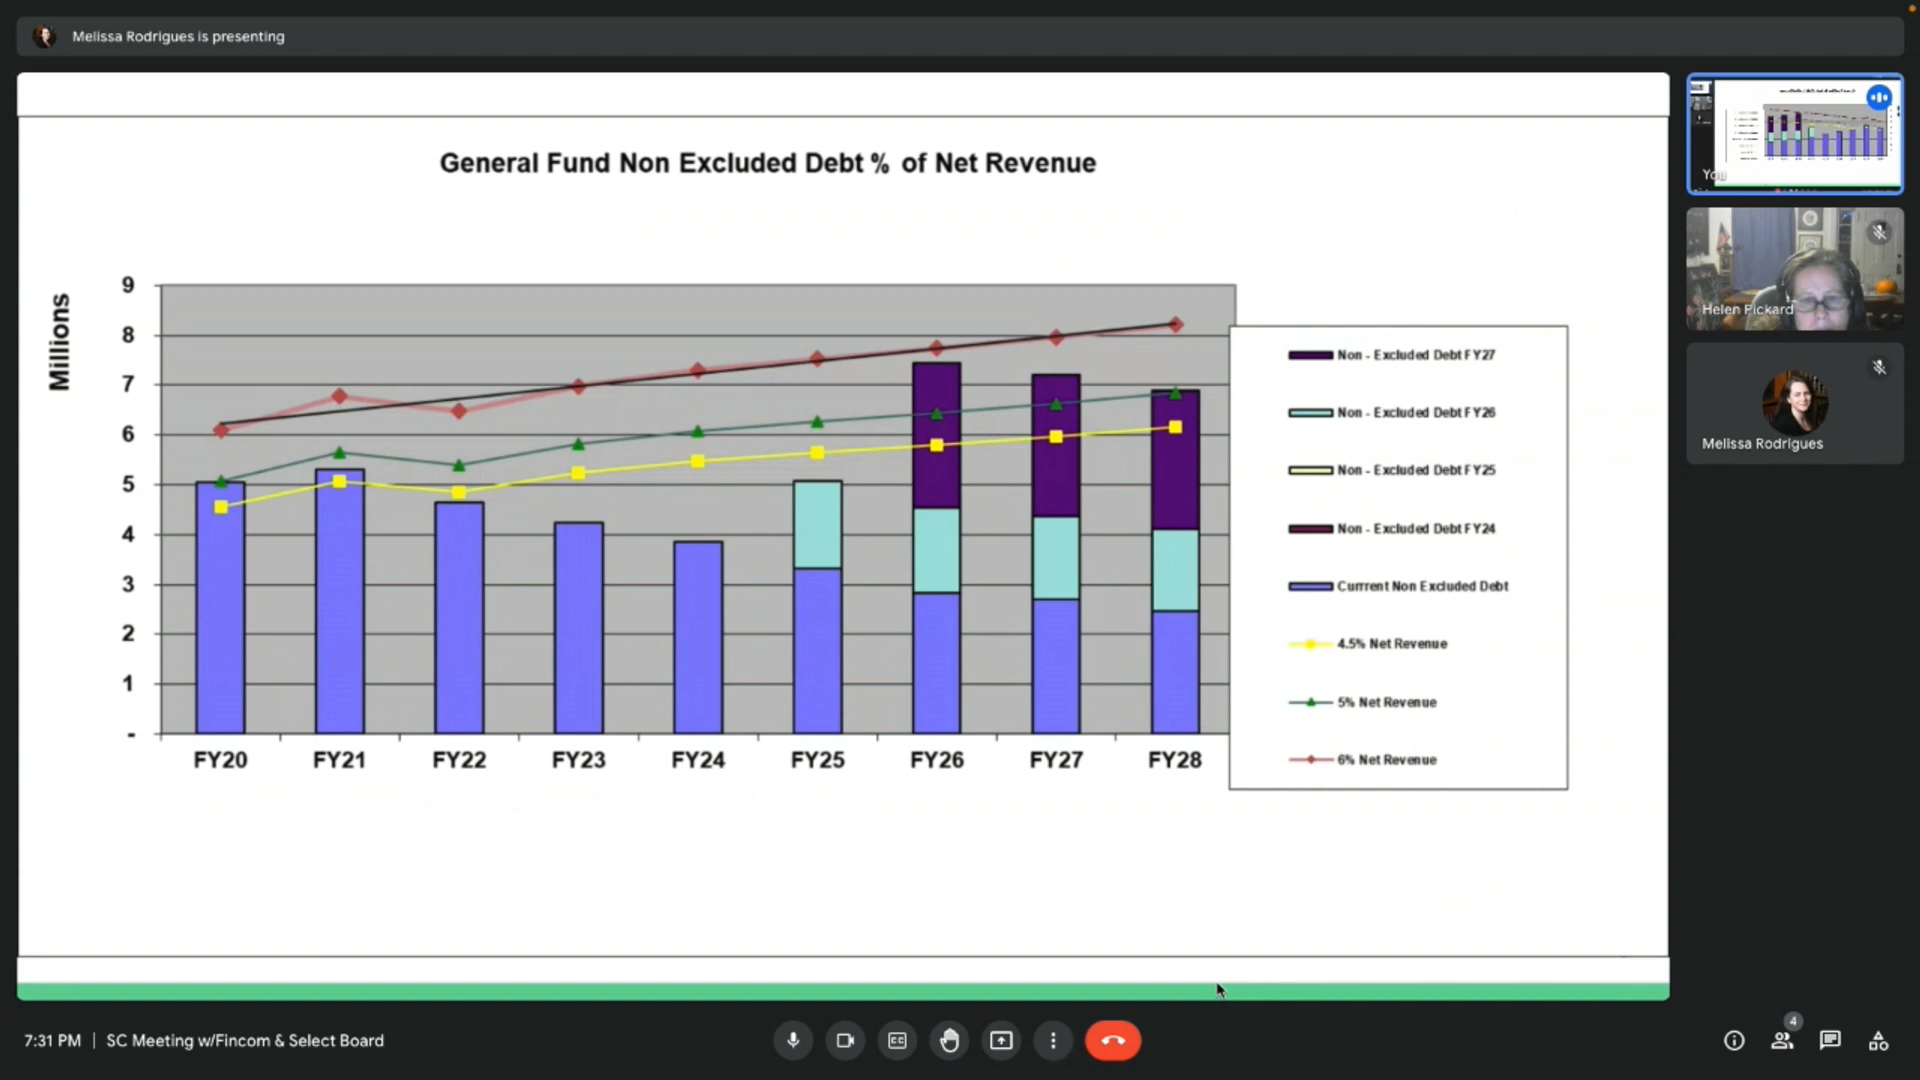 Melissa Rodrigues is presenting
General Fund Non Excluded Debt % of Net Revenue
Millions
9
8
7
6
5
4
3
2
1
-
FY20 FY21 FY22 FY23 FY24 FY25 FY26 FY27 FY28
Non - Excluded Debt FY27
Non - Excluded Debt FY26
Non - Excluded Debt FY25
Non - Excluded Debt FY24
Currrent Non Excluded Debt
4.5% Net Revenue
5% Net Revenue
6% Net Revenue
You
Helen Pickard
Melissa Rodrigues
7:31 PM | SC Meeting w/Fincom & Select Board
CC
4